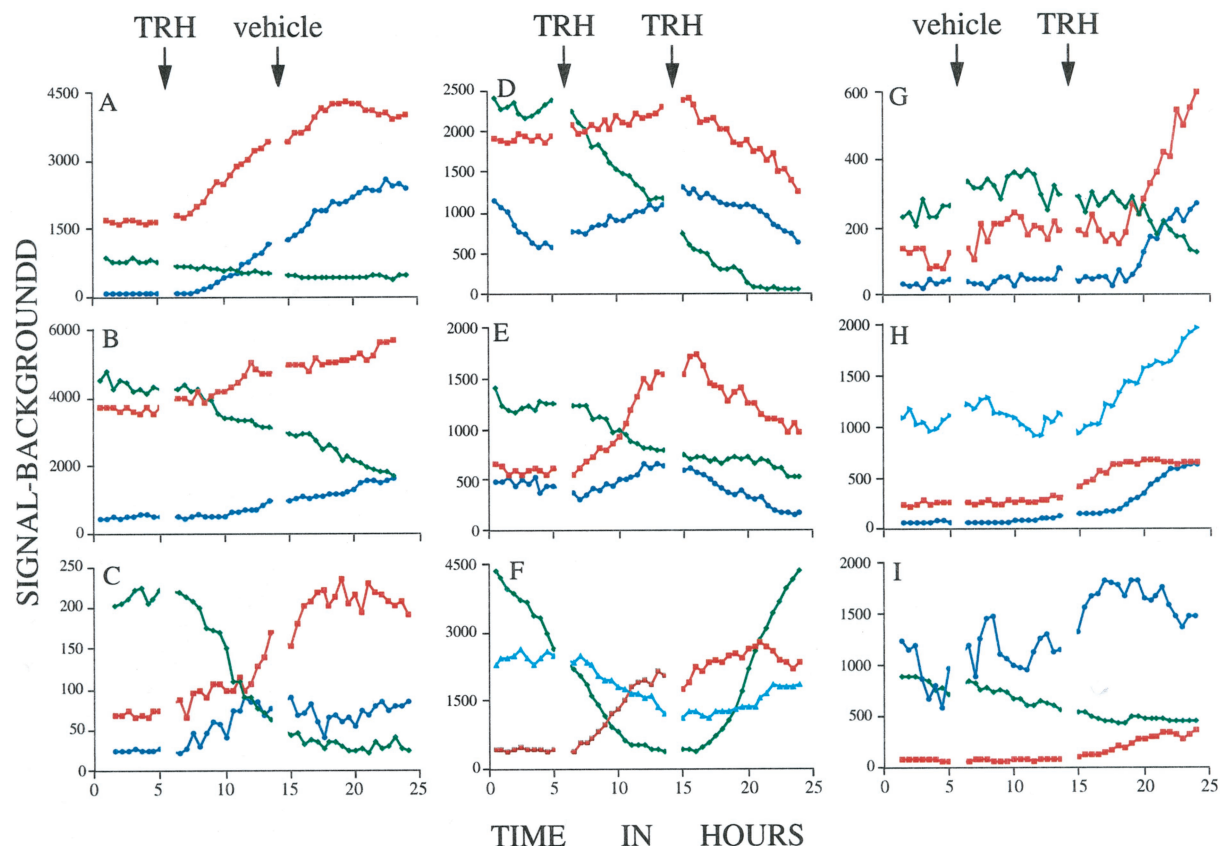 TRH vehicle TRH TRH vehicle TRH
SIGNAL-BACKGROUNDD
A
4500
3000
1500
0
D
2500
2000
1500
1000
500
0
G
600
400
200
0
B
6000
4000
2000
0
E
2000
1500
1000
500
0
H
2000
1500
1000
500
0
C
250
200
150
100
50
0
0 5 10 15 20 25
F
4500
3000
1500
0
0 5 10 15 20 25
I
2000
1500
1000
500
0
0 5 10 15 20 25
TIME IN HOURS